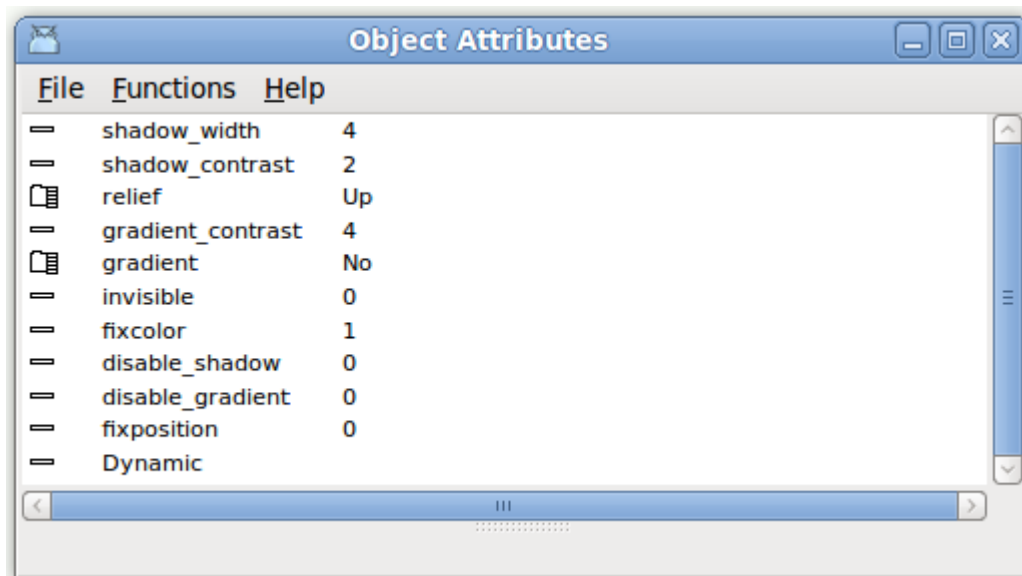 Object Attributes
File Functions Help
shadow_width 4
shadow_contrast 2
relief Up
gradient_contrast 4
gradient No
invisible 0
fixcolor 1
disable_shadow 0
disable_gradient 0
fixposition 0
Dynamic